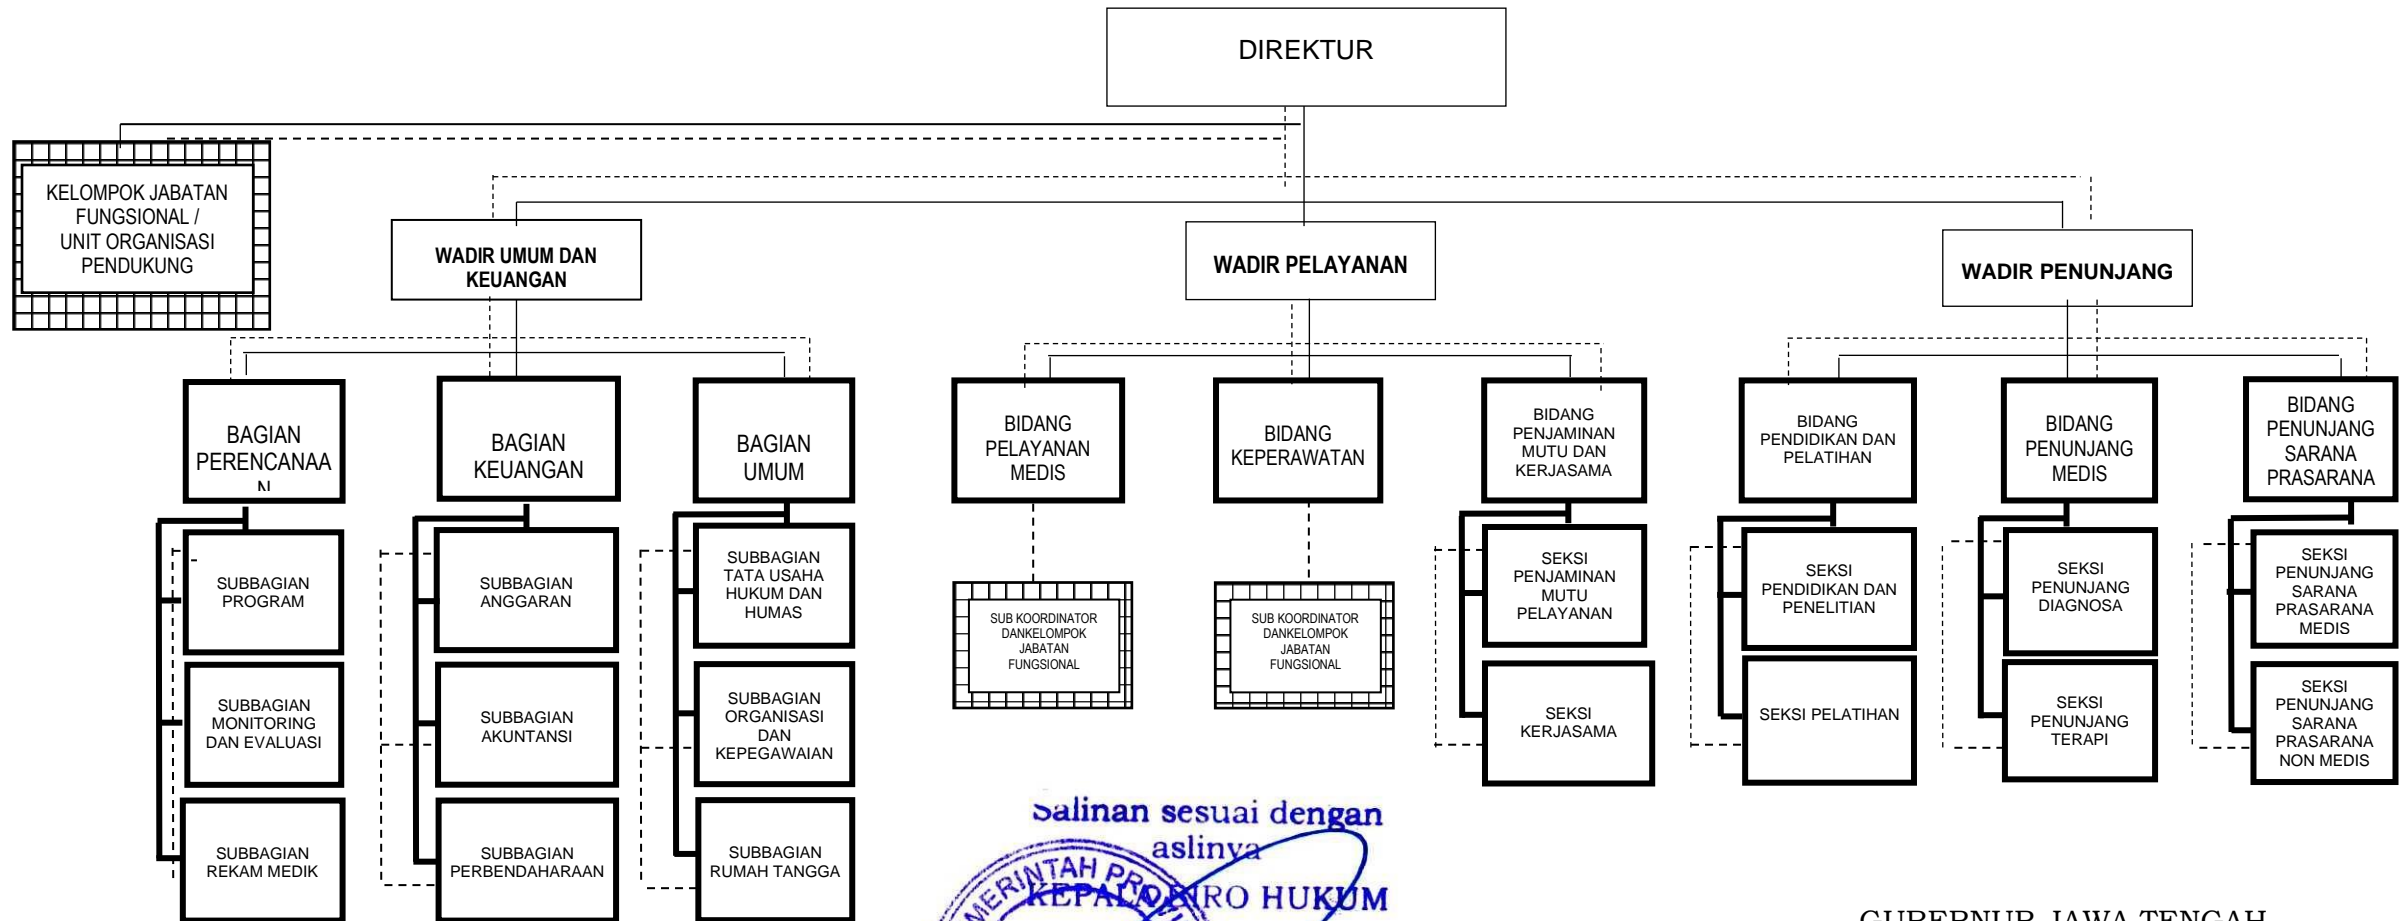 DIREKTUR
KELOMPOK JABATAN
FUNGSIONAL /
UNIT ORGANISASI
PENDUKUNG
WADIR UMUM DAN
KEUANGAN
WADIR PELAYANAN
WADIR PENUNJANG
BAGIAN
PERENCANAA
N
BAGIAN
KEUANGAN
BAGIAN
UMUM
BIDANG
PELAYANAN
MEDIS
BIDANG
KEPERAWATAN
BIDANG
PENJAMINAN
MUTU DAN
KERJASAMA
BIDANG
PENDIDIKAN DAN
PELATIHAN
BIDANG
PENUNJANG
MEDIS
BIDANG
PENUNJANG
SARANA
PRASARANA
SUBBAGIAN
PROGRAM
SUBBAGIAN
ANGGARAN
SUBBAGIAN
TATA USAHA
HUKUM DAN
HUMAS
SUB KOORDINATOR
DANKELOMPOK
JABATAN
FUNGSIONAL
SUB KOORDINATOR
DANKELOMPOK
JABATAN
FUNGSIONAL
SEKSI
PENJAMINAN
MUTU
PELAYANAN
SEKSI
PENDIDIKAN DAN
PENELITIAN
SEKSI
PENUNJANG
DIAGNOSA
SEKSI
PENUNJANG
SARANA
PRASARANA
MEDIS
SUBBAGIAN
MONITORING
DAN EVALUASI
SUBBAGIAN
AKUNTANSI
SUBBAGIAN
ORGANISASI
DAN
KEPEGAWAIAN
SEKSI
KERJASAMA
SEKSI PELATIHAN
SEKSI
PENUNJANG
TERAPI
SEKSI
PENUNJANG
SARANA
PRASARANA
NON MEDIS
SUBBAGIAN
REKAM MEDIK
SUBBAGIAN
PERBENDAHARAAN
SUBBAGIAN
RUMAH TANGGA
Salinan sesuai dengan
aslinya
KEPALA BIRO HUKUM
GUBERNUR JAWA TENGAH